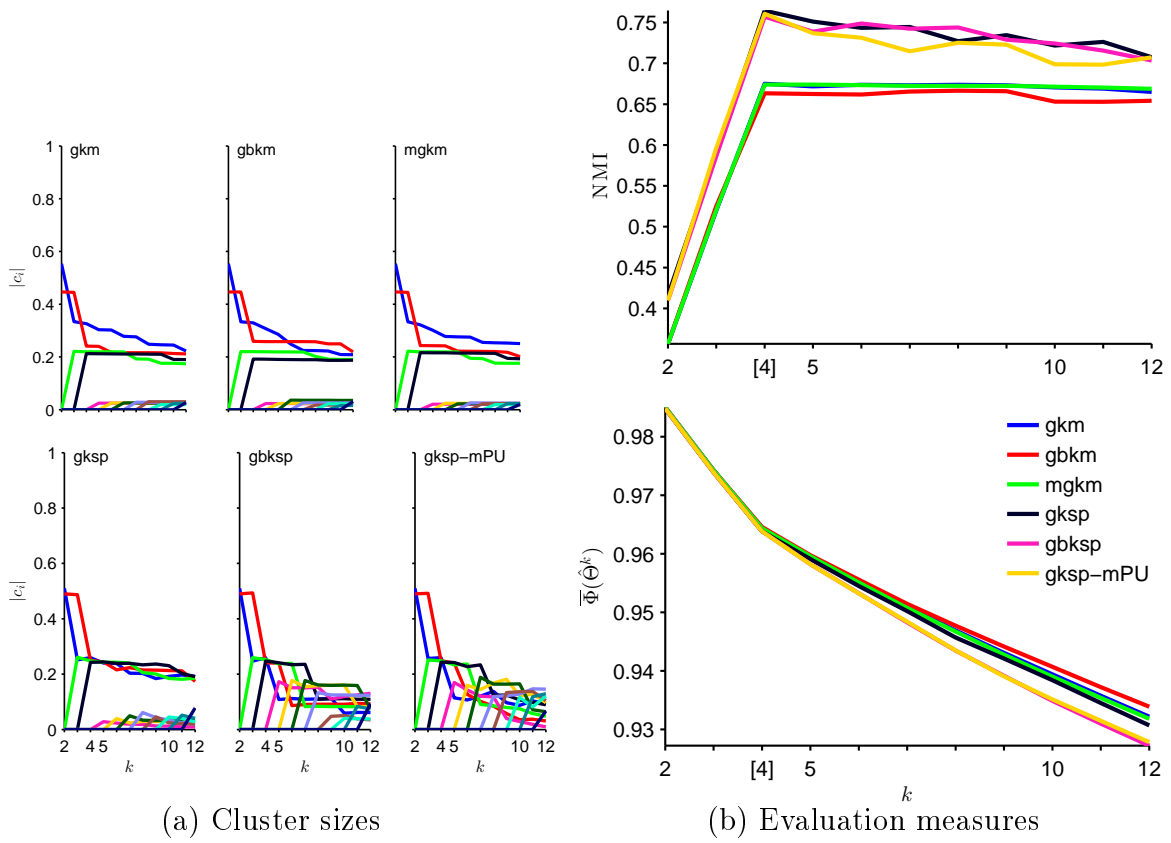 gkm
gbkm
mgkm
1
0.8
0.6
0.4
0.2
0
|c_i|
gksp
gbksp
gksp−mPU
1
0.8
0.6
0.4
0.2
0
|c_i|
2 4 5 10 12
2 4 5 10 12
2 4 5 10 12
k
k
k
(a) Cluster sizes
0.75
0.7
0.65
0.6
0.55
0.5
0.45
0.4
NMI
2 [4] 5 10 12
0.98
0.97
0.96
0.95
0.94
0.93
Φ̅(Θ̂^k)
gkm
gbkm
mgkm
gksp
gbksp
gksp−mPU
2 [4] 5 10 12
k
(b) Evaluation measures